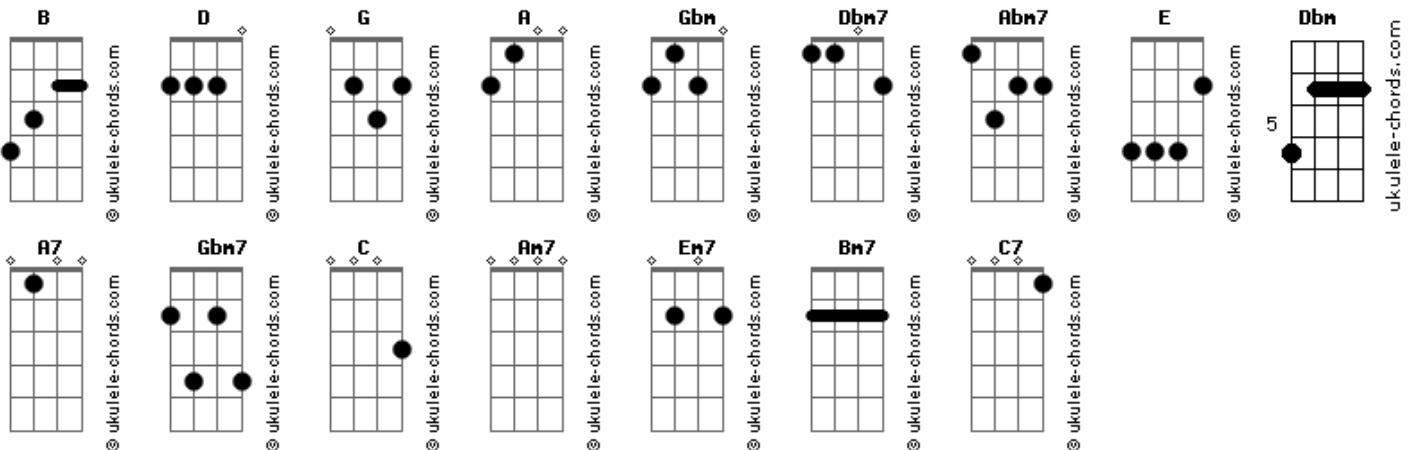 B D G A Gbm Dbm7 Abm7 E Dbm
© ukulele-chords.com © ukulele-chords.com © ukulele-chords.com © ukulele-chords.com © ukulele-chords.com © ukulele-chords.com © ukulele-chords.com © ukulele-chords.com ukulele-chords.com
5
A7 Gbm7 C Am7 Em7 Bm7 C7
© ukulele-chords.com © ukulele-chords.com © ukulele-chords.com © ukulele-chords.com © ukulele-chords.com © ukulele-chords.com © ukulele-chords.com